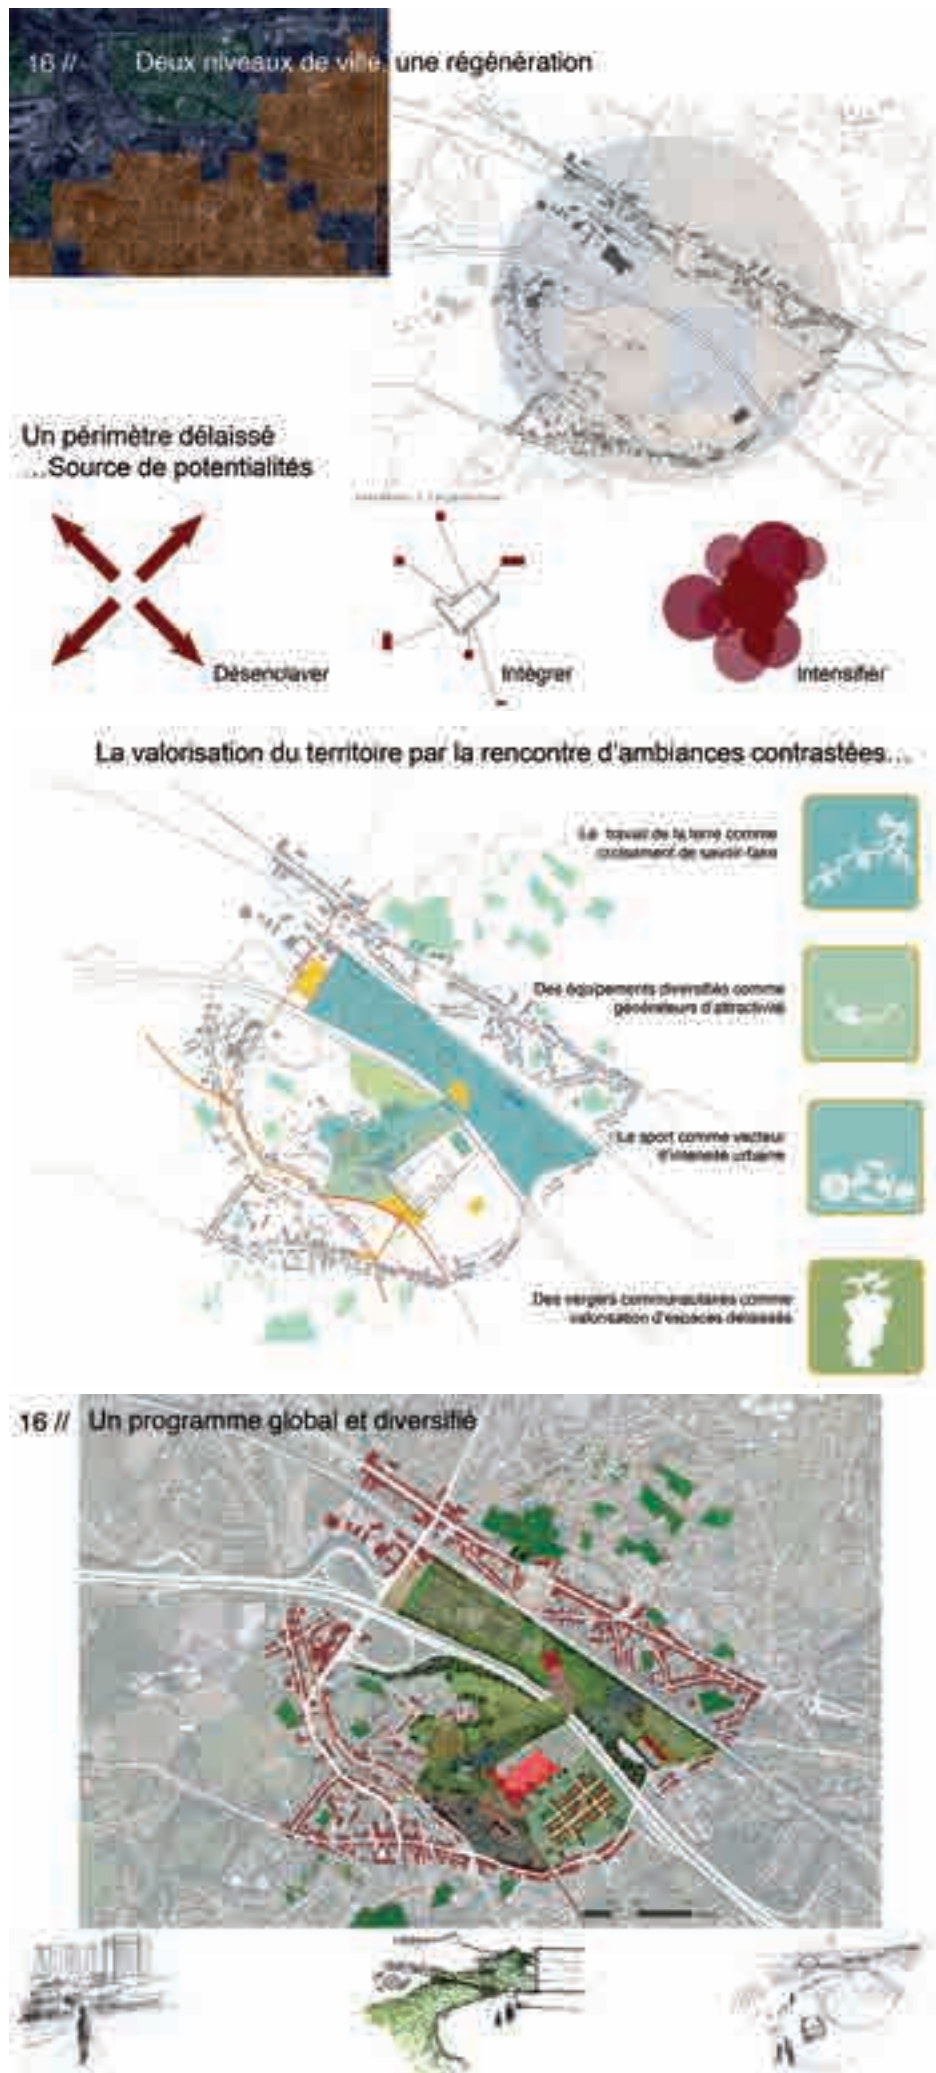 16 // Deux niveaux de ville, une régénération
Un périmètre délaissé
...Source de potentialités
Désenclaver
Intégrer
Intensifier
La valorisation du territoire par la rencontre d'ambiances contrastées...
Le travail de la terre comme
croisement de savoir-faire
Des équipements diversifiés comme
générateurs d'attractivité
Le sport comme vecteur
d'intensité urbaine
Des vergers communautaires comme
valorisation d'espaces délaissés
16 // Un programme global et diversifié